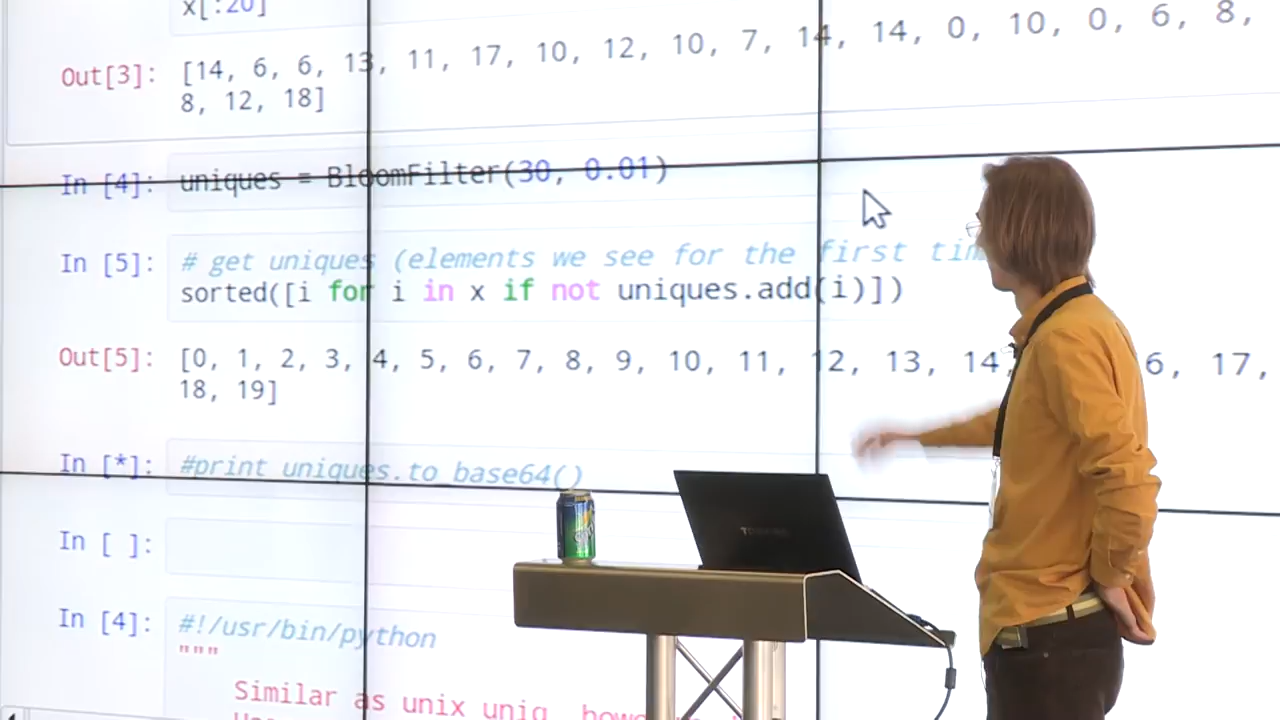 x[:20]
Out[3]: [14, 6, 6, 13, 11, 17, 10, 12, 10, 7, 14, 14, 0, 10, 0, 6, 8,
8, 12, 18]
In [4]: uniques = BloomFilter(30, 0.01)
In [5]: # get uniques (elements we see for the first
sorted([i for i in x if not uniques.add(i)])
Out[5]: [0, 1, 2, 3, 4, 5, 6, 7, 8, 9, 10, 11, 12, 13, 14, 6, 17,
18, 19]
In [*]: #print uniques.to_base64()
In [ ]:
In [4]: #!/usr/bin/python
"""
Similar as unix uniq,
TOSHIBA